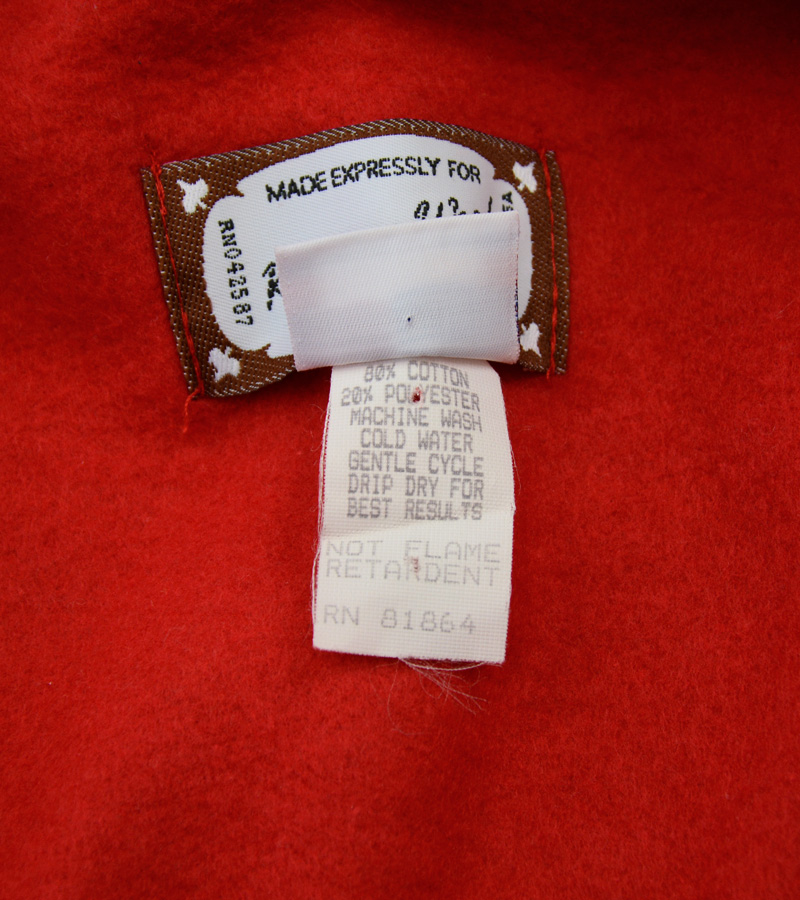 MADE EXPRESSLY FOR
RN042587
80% COTTON
20% POLYESTER
MACHINE WASH
COLD WATER
GENTLE CYCLE
DRIP DRY FOR
BEST RESULTS
NOT FLAME
RETARDENT
RN 81864